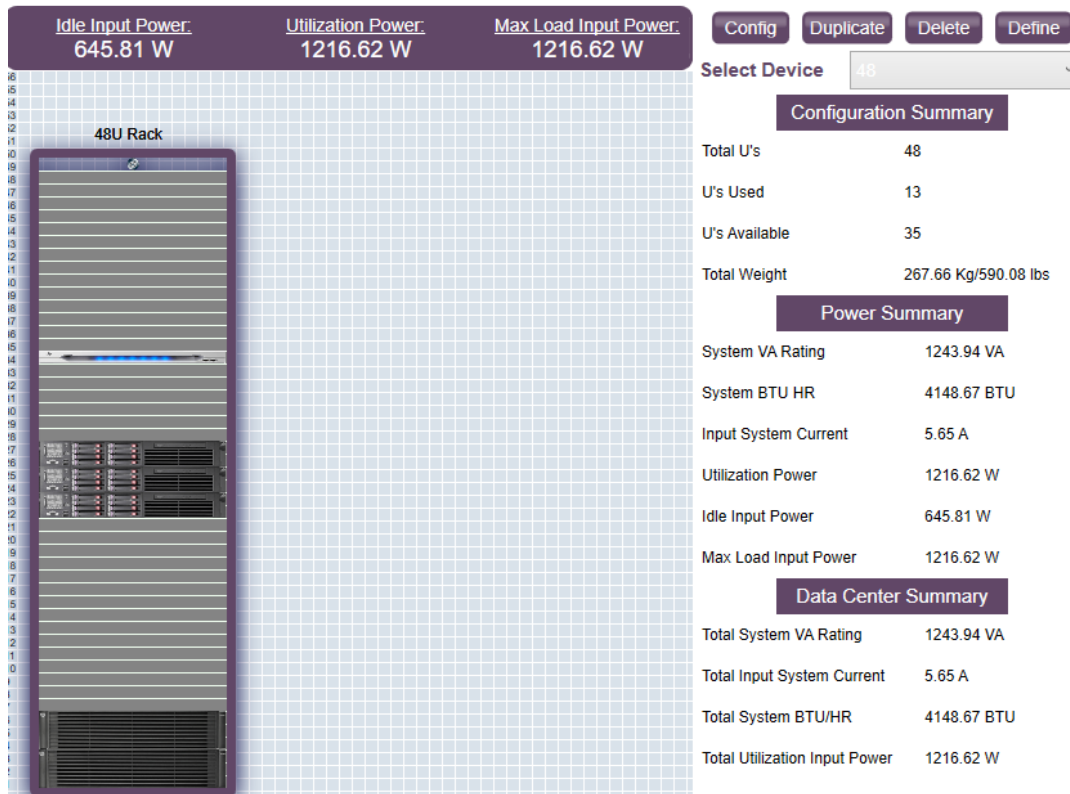 Idle Input Power: Utilization Power: Max Load Input Power:
645.81 W 1216.62 W 1216.62 W
Config Duplicate Delete Define
Select Device 48
Configuration Summary
48U Rack
Total U's 48
U's Used 13
U's Available 35
Total Weight 267.66 Kg/590.08 lbs
Power Summary
System VA Rating 1243.94 VA
System BTU HR 4148.67 BTU
Input System Current 5.65 A
Utilization Power 1216.62 W
Idle Input Power 645.81 W
Max Load Input Power 1216.62 W
Data Center Summary
Total System VA Rating 1243.94 VA
Total Input System Current 5.65 A
Total System BTU/HR 4148.67 BTU
Total Utilization Input Power 1216.62 W